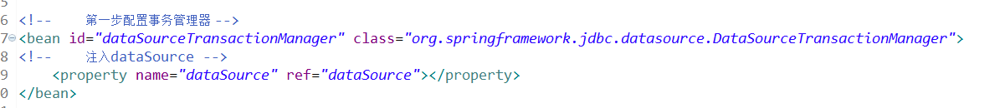 5
6 <!--    第一步配置事务管理器 -->
7 <bean id="dataSourceTransactionManager" class="org.springframework.jdbc.datasource.DataSourceTransactionManager">
8 <!--    注入dataSource -->
9     <property name="dataSource" ref="dataSource"></property>
0 </bean>